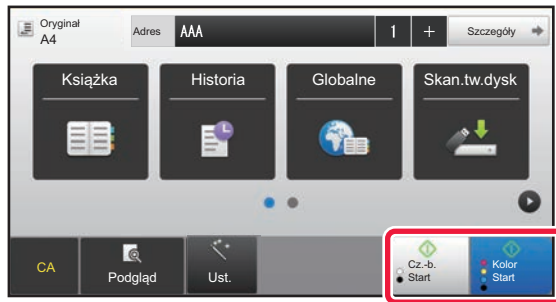 Oryginał
A4
Adres AAA 1 + Szczegóły
Książka Historia Globalne Skan.tw.dysk
CA Podgląd Ust. Cz.-b. Start Kolor Start